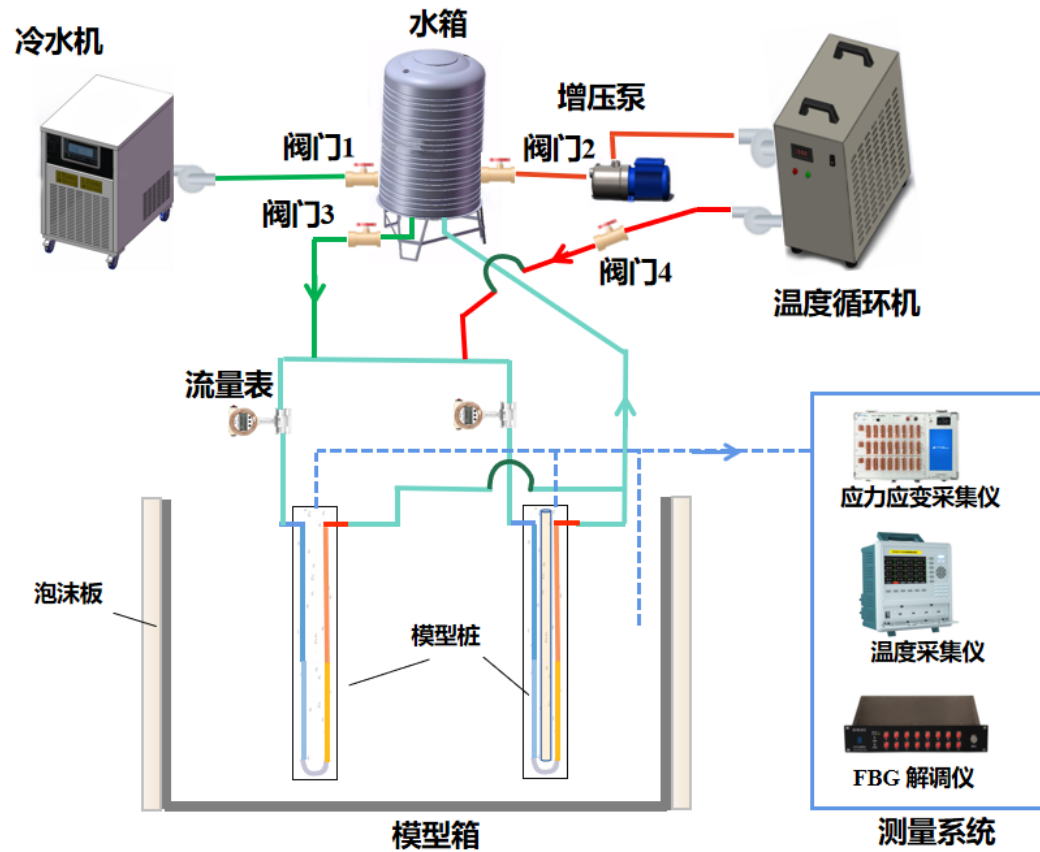 水箱
冷水机
增压泵
阀门1
阀门2
阀门3
阀门4
温度循环机
流量表
应力应变采集仪
泡沫板
模型桩
温度采集仪
FBG 解调仪
模型箱
测量系统